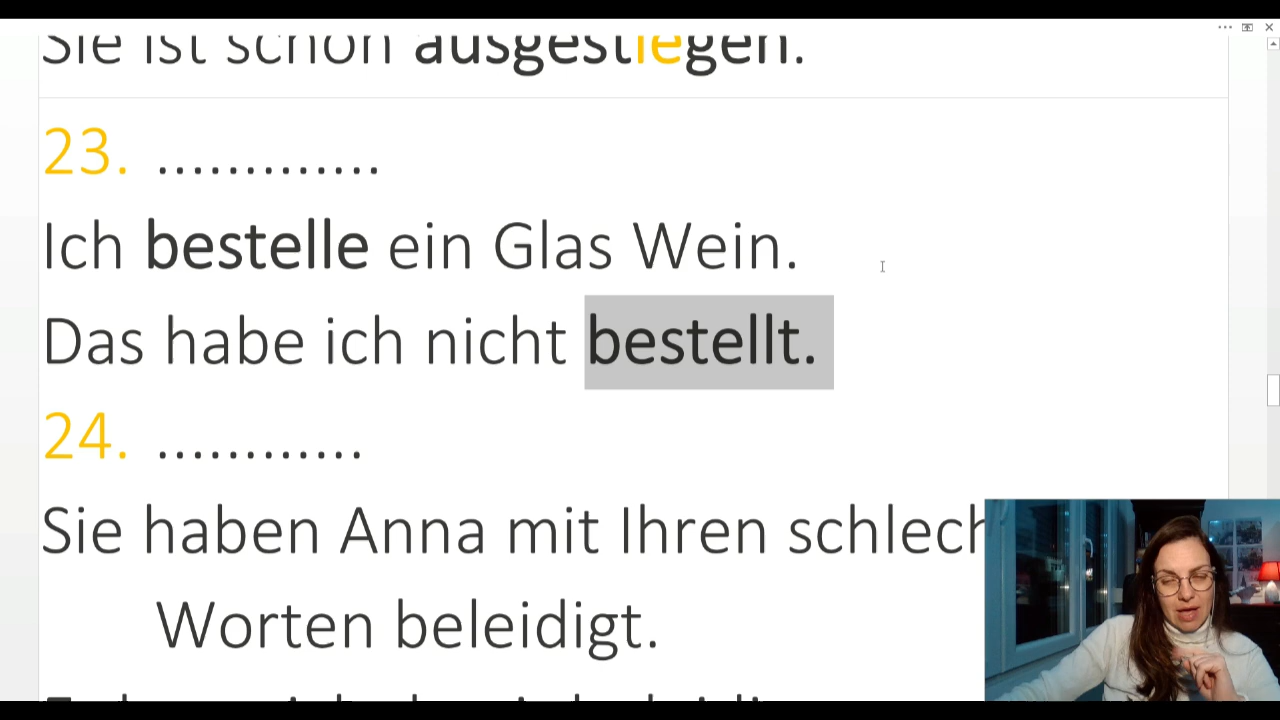 Sie ist schon ausgestiegen.
23. .............
Ich bestelle ein Glas Wein.
Das habe ich nicht bestellt.
24. ............
Sie haben Anna mit Ihren schlech
Worten beleidigt.